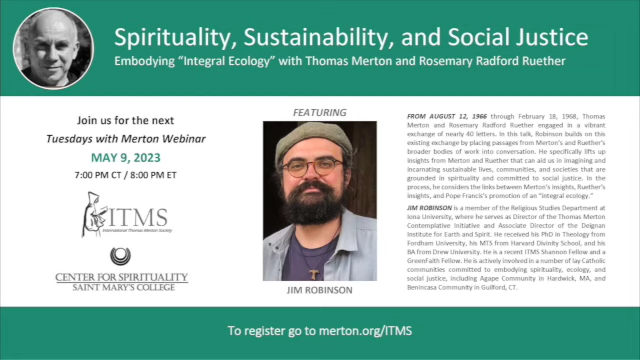 Spirituality, Sustainability, and Social Justice
Embodying “Integral Ecology” with Thomas Merton and Rosemary Radford Ruether
Join us for the next
Tuesdays with Merton Webinar
MAY 9, 2023
7:00 PM CT / 8:00 PM ET
ITMS
International Thomas Merton Society
CENTER FOR SPIRITUALITY
SAINT MARY'S COLLEGE
FEATURING
JIM ROBINSON
FROM AUGUST 12, 1966 through February 18, 1968, Thomas
Merton and Rosemary Radford Ruether engaged in a vibrant
exchange of nearly 40 letters. In this talk, Robinson builds on this
existing exchange by placing passages from Merton's and Ruether's
broader bodies of work into conversation. He specifically lifts up
insights from Merton and Ruether that can aid us in imagining and
incarnating sustainable lives, communities, and societies that are
grounded in spirituality and committed to social justice. In the
process, he considers the links between Merton's insights, Ruether's
insights, and Pope Francis's promotion of an "integral ecology."
JIM ROBINSON is a member of the Religious Studies Department at
Iona University, where he serves as Director of the Thomas Merton
Contemplative Initiative and Associate Director of the Deignan
Institute for Earth and Spirit. He received his PhD in Theology from
Fordham University, his MTS from Harvard Divinity School, and his
BA from Drew University. He is a recent ITMS Shannon Fellow and a
GreenFaith Fellow. He is actively involved in a number of lay Catholic
communities committed to embodying spirituality, ecology, and
social justice, including Agape Community in Hardwick, MA, and
Benincasa Community in Guilford, CT.
To register go to merton.org/ITMS